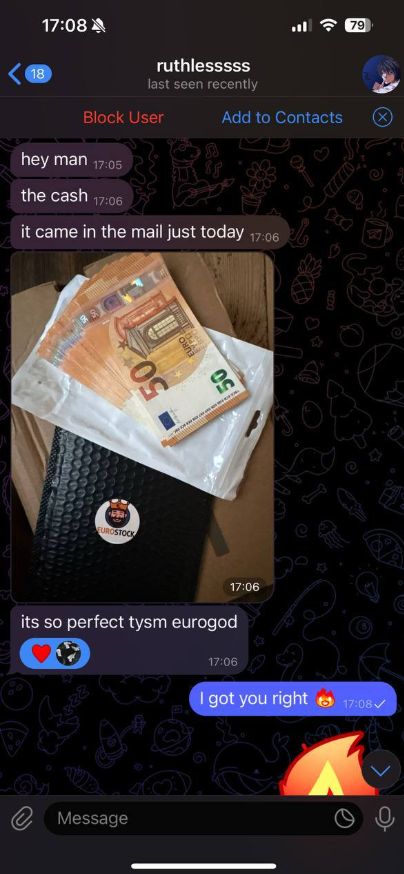 17:08
79
18
ruthlesssss
last seen recently
Block User
Add to Contacts
hey man 17:05
the cash 17:06
it came in the mail just today 17:06
50
50
EUROSTOCK
17:06
its so perfect tysm eurogod
17:06
I got you right 🔥 17:08
Message